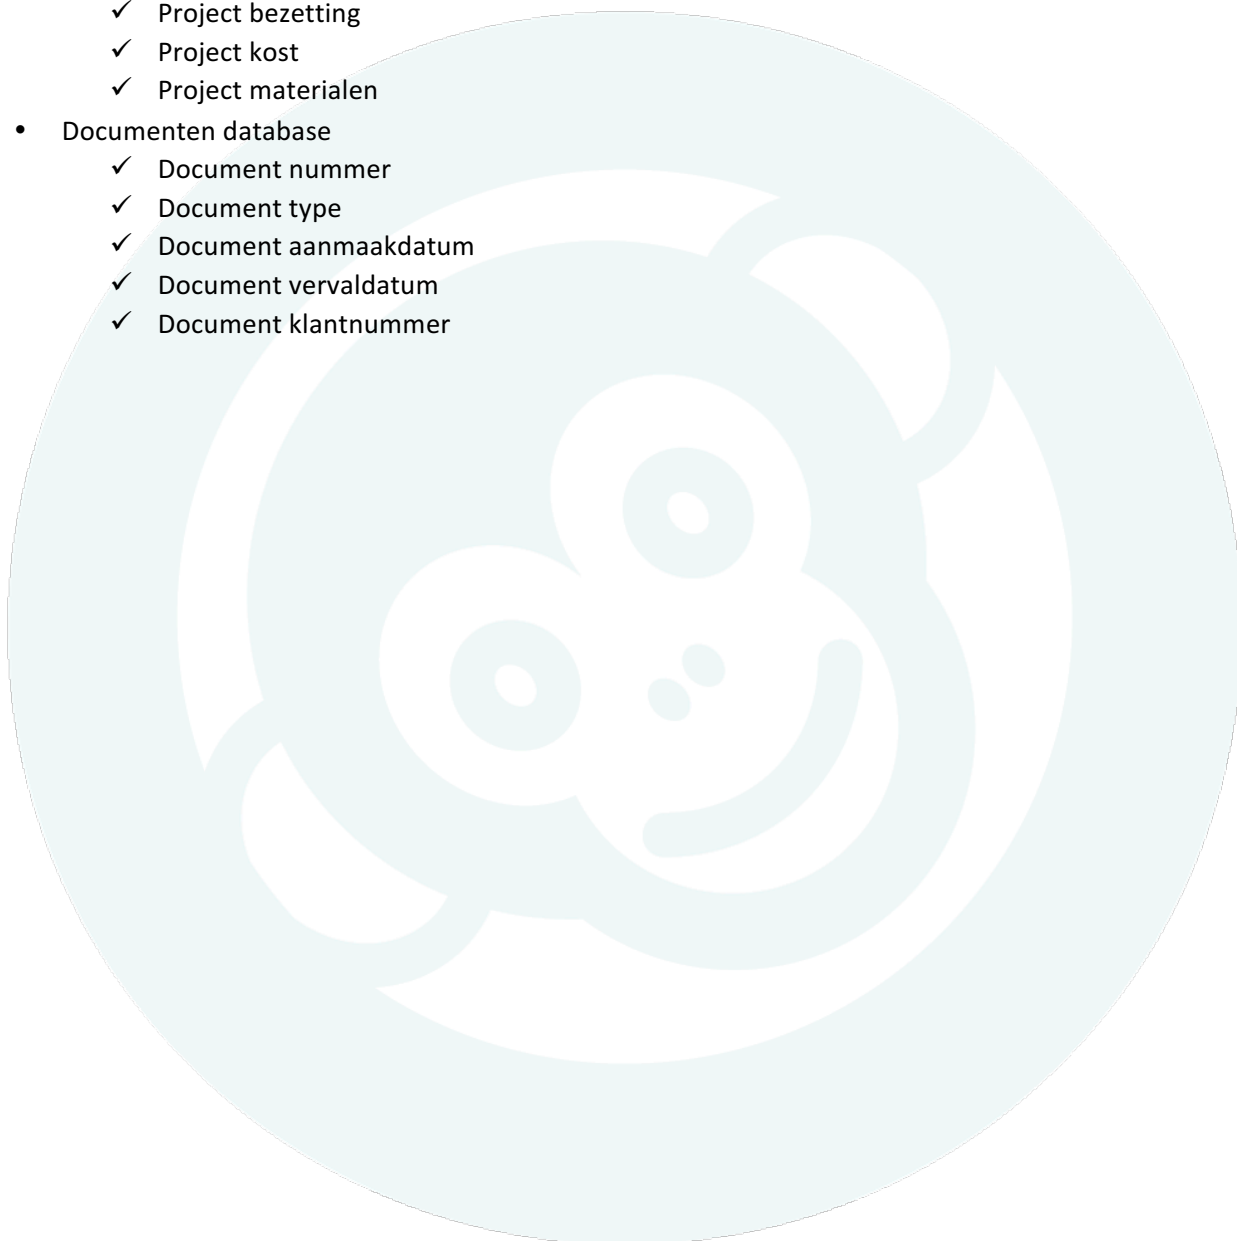 ✓ Project bezetting
✓ Project kost
✓ Project materialen
• Documenten database
✓ Document nummer
✓ Document type
✓ Document aanmaakdatum
✓ Document vervaldatum
✓ Document klantnummer